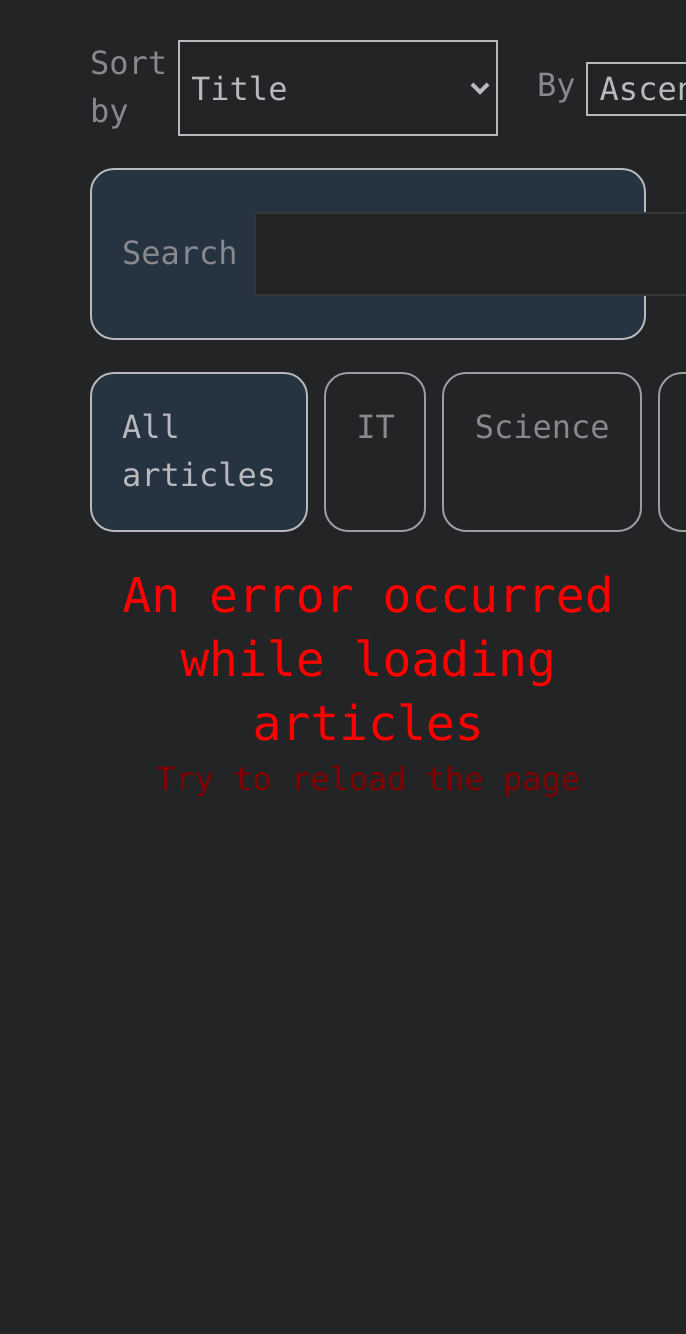 Sort by
Title
By
Ascen
Search
All articles
IT
Science
An error occurred
while loading
articles
Try to reload the page